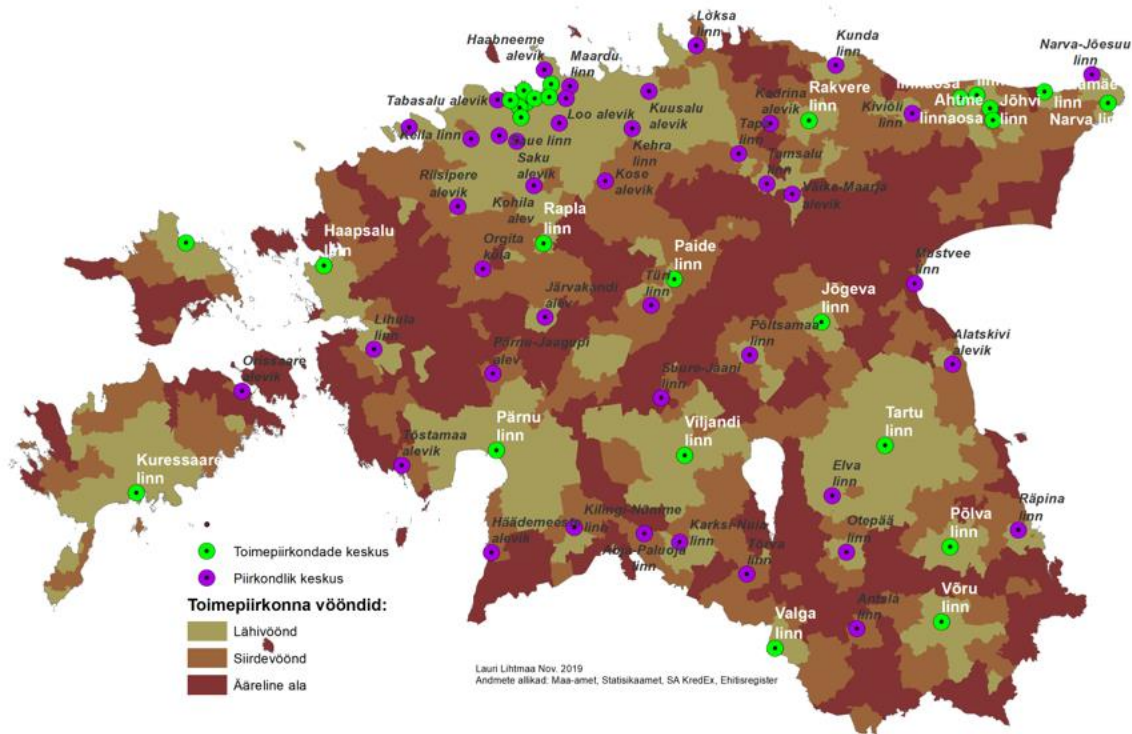 Loksa
linn
Haabneeme
alevik
Maardu
linn
Kunda
linn
Narva-Jõesuu
linn
Tabasalu alevik
Loo alevik
Kuusalu
alevik
Kadrina
alevik
Rakvere
linn
Kiviõli
linn
linnaosa
Ahtme
linnaosa
Jõhvi
linn
linn
Narva linn
Keila linn
Saue linn
Kehra
linn
Tapa
linn
Tamsalu
linn
Saku
alevik
Kose
alevik
Väike-Maarja
alevik
Riisipere
alevik
Kohila
alev
Rapla
linn
Haapsalu
linn
Orgita
küla
Paide
linn
Mustvee
linn
Türi
linn
Jõgeva
linn
Järvakandi
alev
Lihula
linn
Põltsamaa
linn
Alatskivi
alevik
Pärnu-Jaagupi
alev
Orissaare
alevik
Suure-Jaani
linn
Pärnu
linn
Viljandi
linn
Tartu
linn
Tõstamaa
alevik
Kuressaare
linn
Elva
linn
Räpina
linn
Häädemeeste
alevik
Kilingi-Nõmme
linn
Karksi-Nuia
linn
Abja-Paluoja
linn
Tõrva
linn
Otepää
linn
Põlva
linn
Antsla
linn
Võru
linn
Valga
linn
Toimepiirkondade keskus
Piirkondlik keskus
Toimepiirkonna vööndid:
Lähivöönd
Siirdevöönd
Ääreline ala
Lauri Lihtmaa Nov. 2019
Andmete allikad: Maa-amet, Statisikaamet, SA KredEx, Ehitisregister